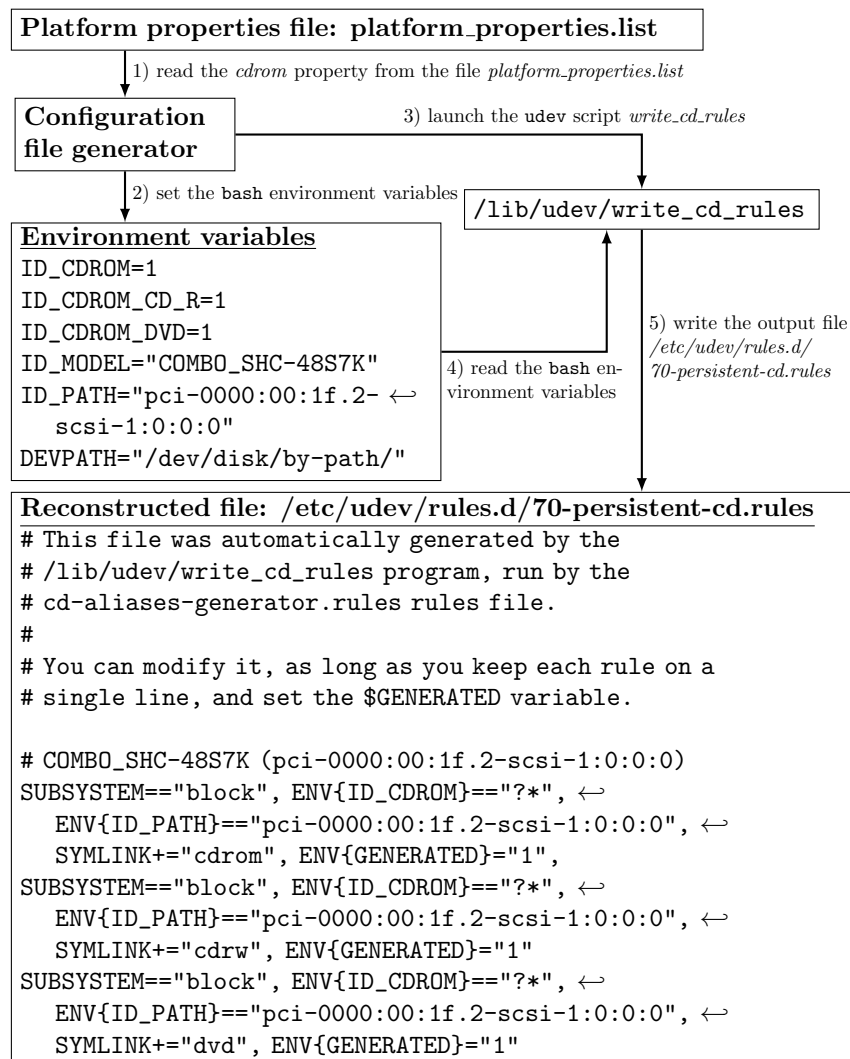 Platform properties file: platform_properties.list
1) read the cdrom property from the file platform_properties.list
Configuration
file generator
3) launch the udev script write_cd_rules
2) set the bash environment variables
/lib/udev/write_cd_rules
Environment variables
ID_CDROM=1
ID_CDROM_CD_R=1
ID_CDROM_DVD=1
ID_MODEL="COMBO_SHC-48S7K"
ID_PATH="pci-0000:00:1f.2- ↩
scsi-1:0:0:0"
DEVPATH="/dev/disk/by-path/"
4) read the bash en-
vironment variables
5) write the output file
/etc/udev/rules.d/
70-persistent-cd.rules
Reconstructed file: /etc/udev/rules.d/70-persistent-cd.rules
# This file was automatically generated by the
# /lib/udev/write_cd_rules program, run by the
# cd-aliases-generator.rules rules file.
#
# You can modify it, as long as you keep each rule on a
# single line, and set the $GENERATED variable.
# COMBO_SHC-48S7K (pci-0000:00:1f.2-scsi-1:0:0:0)
SUBSYSTEM=="block", ENV{ID_CDROM}=="?*", ↩
ENV{ID_PATH}=="pci-0000:00:1f.2-scsi-1:0:0:0", ↩
SYMLINK+="cdrom", ENV{GENERATED}="1",
SUBSYSTEM=="block", ENV{ID_CDROM}=="?*", ↩
ENV{ID_PATH}=="pci-0000:00:1f.2-scsi-1:0:0:0", ↩
SYMLINK+="cdrw", ENV{GENERATED}="1"
SUBSYSTEM=="block", ENV{ID_CDROM}=="?*", ↩
ENV{ID_PATH}=="pci-0000:00:1f.2-scsi-1:0:0:0", ↩
SYMLINK+="dvd", ENV{GENERATED}="1"